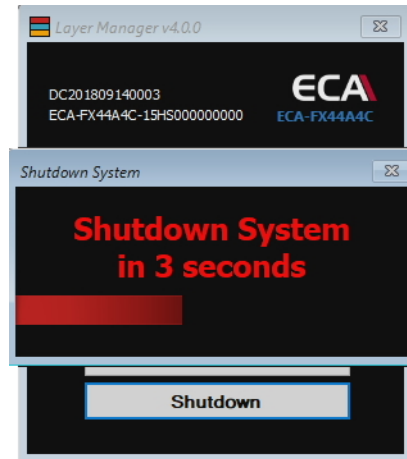 Layer Manager v4.0.0
DC201809140003
ECA-FX44A4C-15HS000000000
ECA
ECA-FX44A4C
Shutdown System
Shutdown System
in 3 seconds
Shutdown